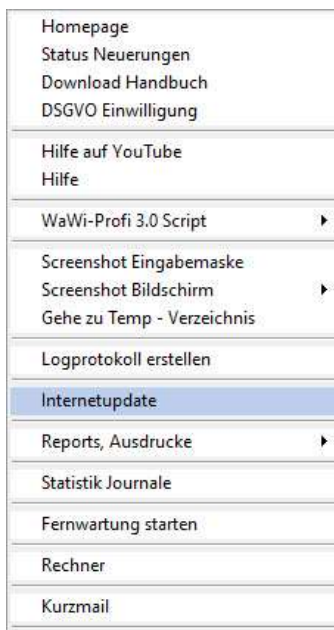 Homepage
Status Neuerungen
Download Handbuch
DSGVO Einwilligung
Hilfe auf YouTube
Hilfe
WaWi-Profi 3.0 Script
Screenshot Eingabemaske
Screenshot Bildschirm
Gehe zu Temp - Verzeichnis
Logprotokoll erstellen
Internetupdate
Reports, Ausdrucke
Statistik Journale
Fernwartung starten
Rechner
Kurzmail